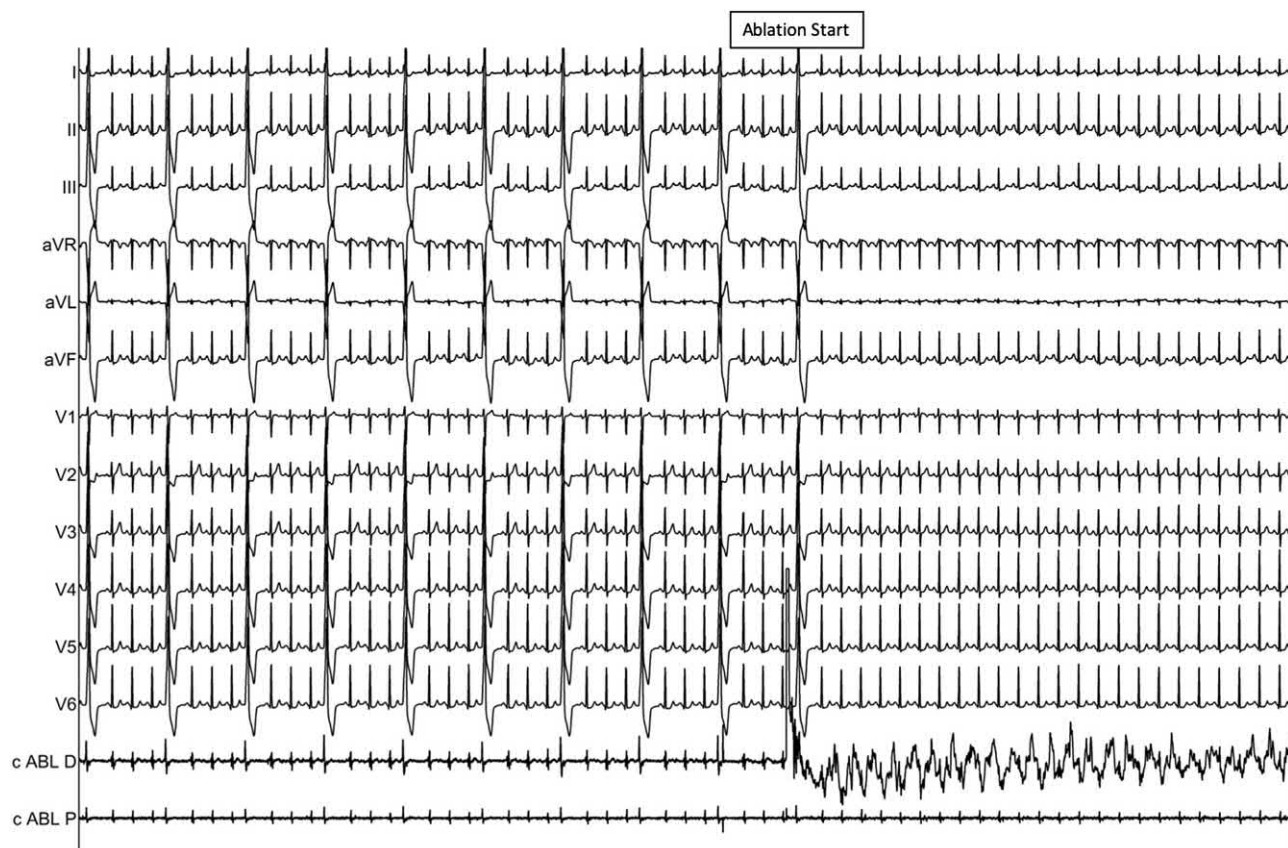 Ablation Start
I
II
III
aVR
aVL
aVF
V1
V2
V3
V4
V5
V6
c ABL D
c ABL P